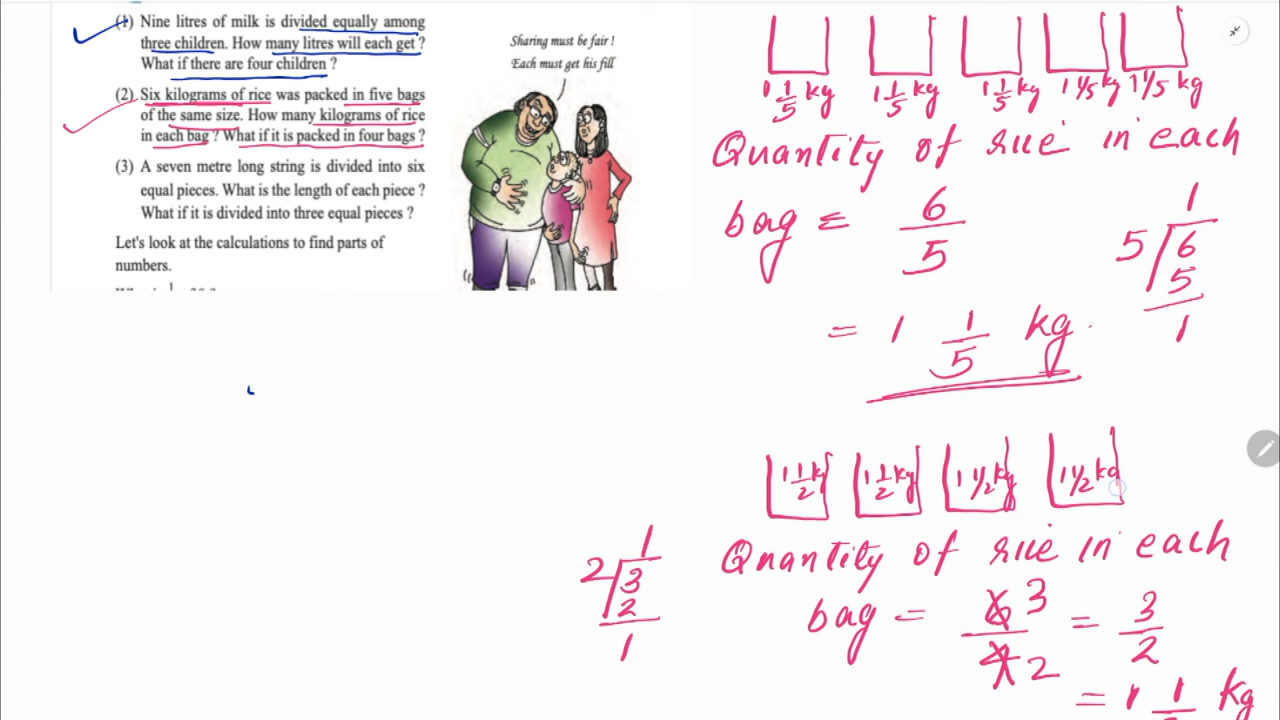 (1) Nine litres of milk is divided equally among
three children. How many litres will each get ?
What if there are four children ?
(2) Six kilograms of rice was packed in five bags
of the same size. How many kilograms of rice
in each bag ? What if it is packed in four bags ?
(3) A seven metre long string is divided into six
equal pieces. What is the length of each piece ?
What if it is divided into three equal pieces ?
Let's look at the calculations to find parts of
numbers.
Sharing must be fair !
Each must get his fill
1 1/5 kg 1 1/5 kg 1 1/5 kg 1 1/5 kg 1 1/5 kg
Quantity of rice in each
bag = 6/5
= 1 1/5 kg.
1
5 6
5
1
1 1/2 kg 1 1/2 kg 1 1/2 kg 1 1/2 kg
Quantity of rice in each
bag = 6 3 / 4 2 = 3/2
= 1 1 kg
1
2 3
2
1